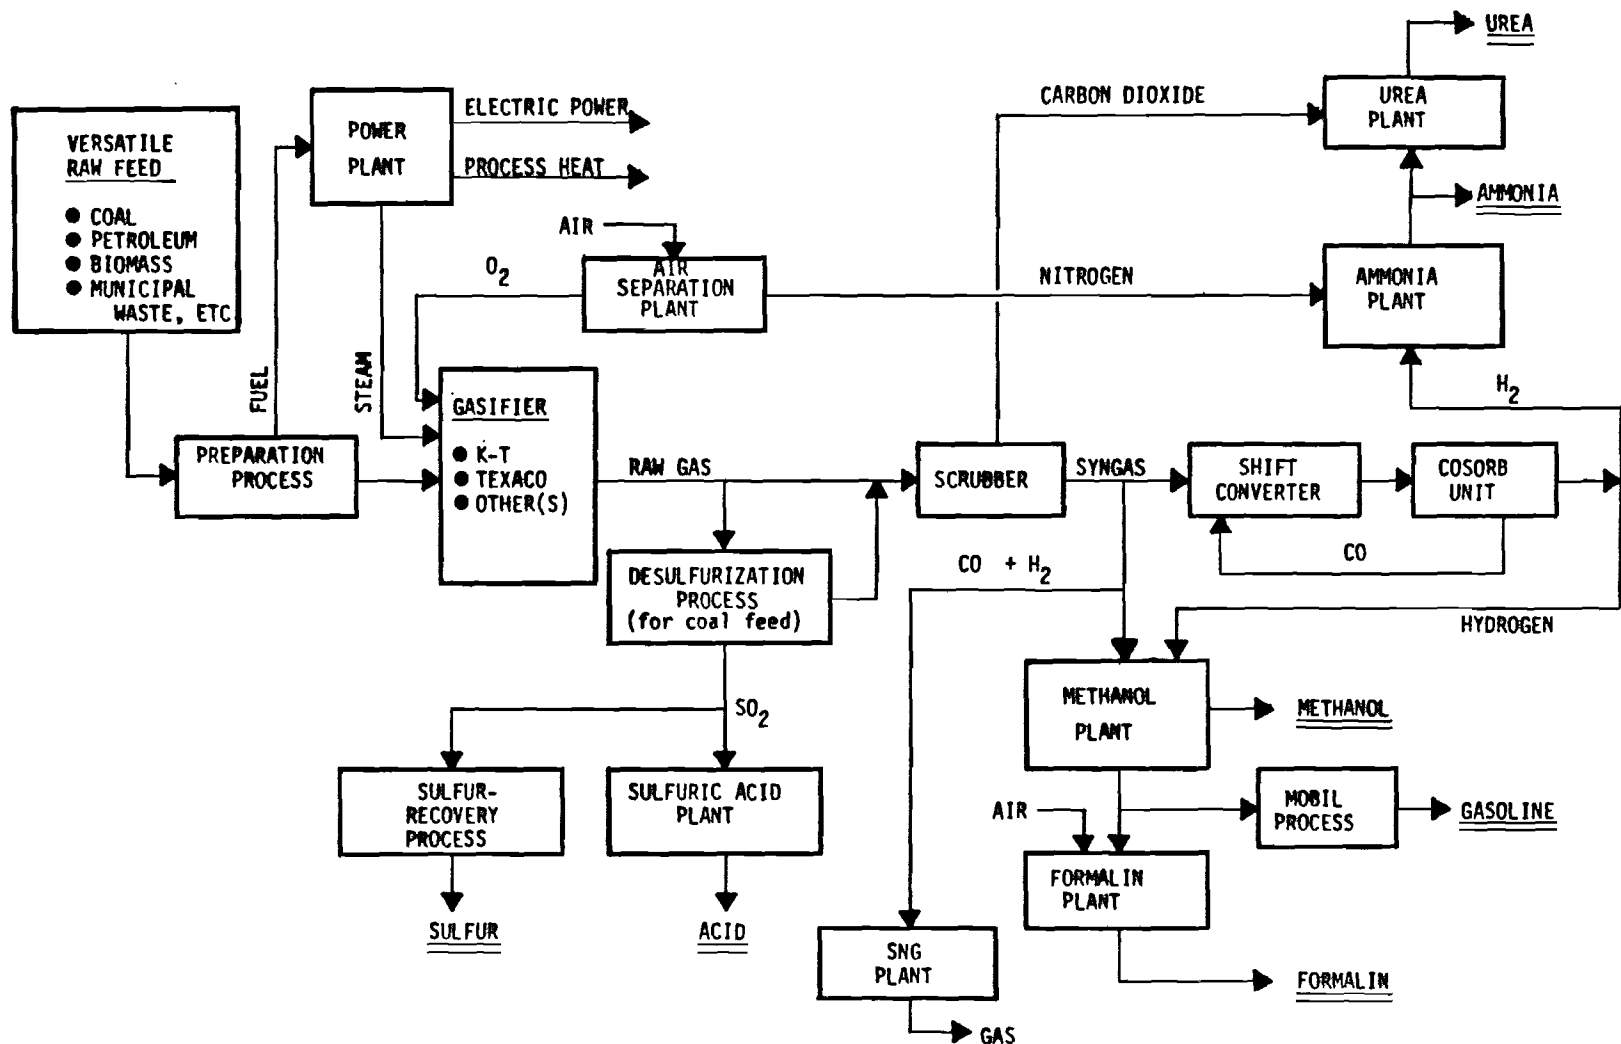 UREA
CARBON DIOXIDE
UREA
PLANT
VERSATILE
RAW FEED
● COAL
● PETROLEUM
● BIOMASS
● MUNICIPAL
WASTE, ETC
POWER
PLANT
ELECTRIC POWER
PROCESS HEAT
AMMONIA
AIR
O2
AIR
SEPARATION
PLANT
NITROGEN
AMMONIA
PLANT
FUEL
STEAM
H2
GASIFIER
● K-T
● TEXACO
● OTHER(S)
PREPARATION
PROCESS
RAW GAS
SCRUBBER
SYNGAS
SHIFT
CONVERTER
COSORB
UNIT
CO
CO + H2
DESULFURIZATION
PROCESS
(for coal feed)
HYDROGEN
SO2
METHANOL
PLANT
METHANOL
SULFUR-
RECOVERY
PROCESS
SULFURIC ACID
PLANT
AIR
MOBIL
PROCESS
GASOLINE
FORMALIN
PLANT
SULFUR
ACID
SNG
PLANT
FORMALIN
GAS